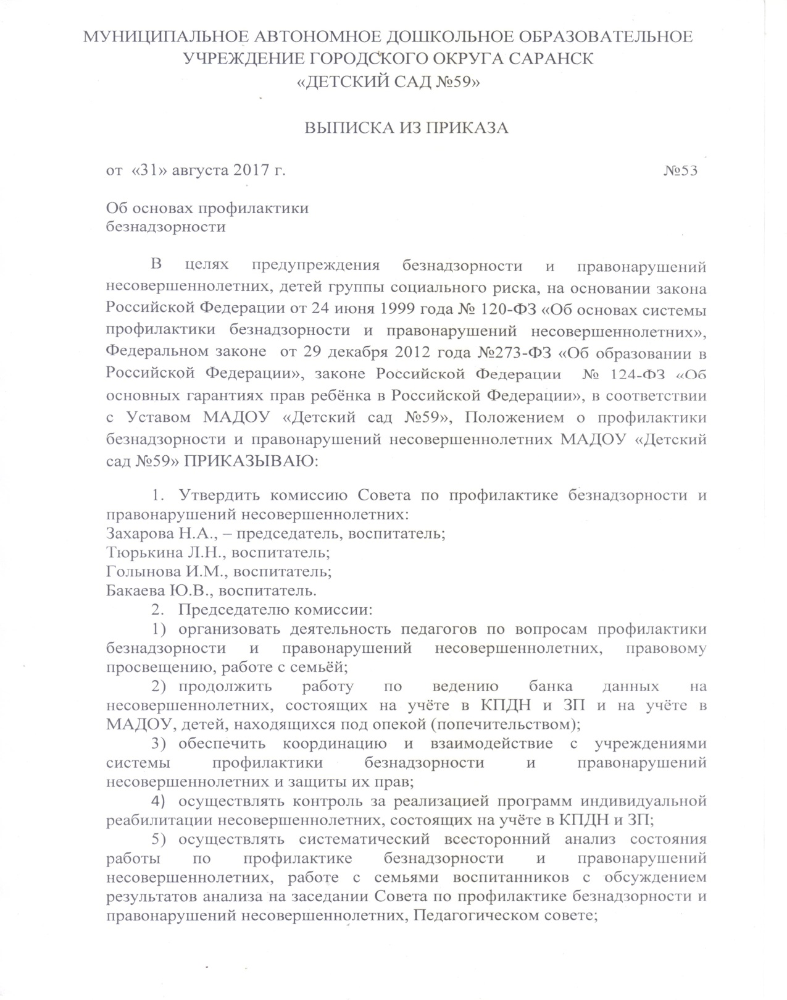 МУНИЦИПАЛЬНОЕ АВТОНОМНОЕ ДОШКОЛЬНОЕ ОБРАЗОВАТЕЛЬНОЕ
УЧРЕЖДЕНИЕ ГОРОДСКОГО ОКРУГА САРАНСК
«ДЕТСКИЙ САД №59»
ВЫПИСКА ИЗ ПРИКАЗА
от «31» августа 2017 г. №53
Об основах профилактики
безнадзорности
В целях предупреждения безнадзорности и правонарушений
несовершеннолетних, детей группы социального риска, на основании закона
Российской Федерации от 24 июня 1999 года № 120-ФЗ «Об основах системы
профилактики безнадзорности и правонарушений несовершеннолетних»,
Федеральном законе от 29 декабря 2012 года №273-ФЗ «Об образовании в
Российской Федерации», законе Российской Федерации № 124-ФЗ «Об
основных гарантиях прав ребёнка в Российской Федерации», в соответствии
с Уставом МАДОУ «Детский сад №59», Положением о профилактики
безнадзорности и правонарушений несовершеннолетних МАДОУ «Детский
сад №59» ПРИКАЗЫВАЮ:
1. Утвердить комиссию Совета по профилактике безнадзорности и
правонарушений несовершеннолетних:
Захарова Н.А., – председатель, воспитатель;
Тюрькина Л.Н., воспитатель;
Голынова И.М., воспитатель;
Бакаева Ю.В., воспитатель.
2. Председателю комиссии:
1) организовать деятельность педагогов по вопросам профилактики
безнадзорности и правонарушений несовершеннолетних, правовому
просвещению, работе с семьёй;
2) продолжить работу по ведению банка данных на
несовершеннолетних, состоящих на учёте в КПДН и ЗП и на учёте в
МАДОУ, детей, находящихся под опекой (попечительством);
3) обеспечить координацию и взаимодействие с учреждениями
системы профилактики безнадзорности и правонарушений
несовершеннолетних и защиты их прав;
4) осуществлять контроль за реализацией программ индивидуальной
реабилитации несовершеннолетних, состоящих на учёте в КПДН и ЗП;
5) осуществлять систематический всесторонний анализ состояния
работы по профилактике безнадзорности и правонарушений
несовершеннолетних, работе с семьями воспитанников с обсуждением
результатов анализа на заседании Совета по профилактике безнадзорности и
правонарушений несовершеннолетних, Педагогическом совете;